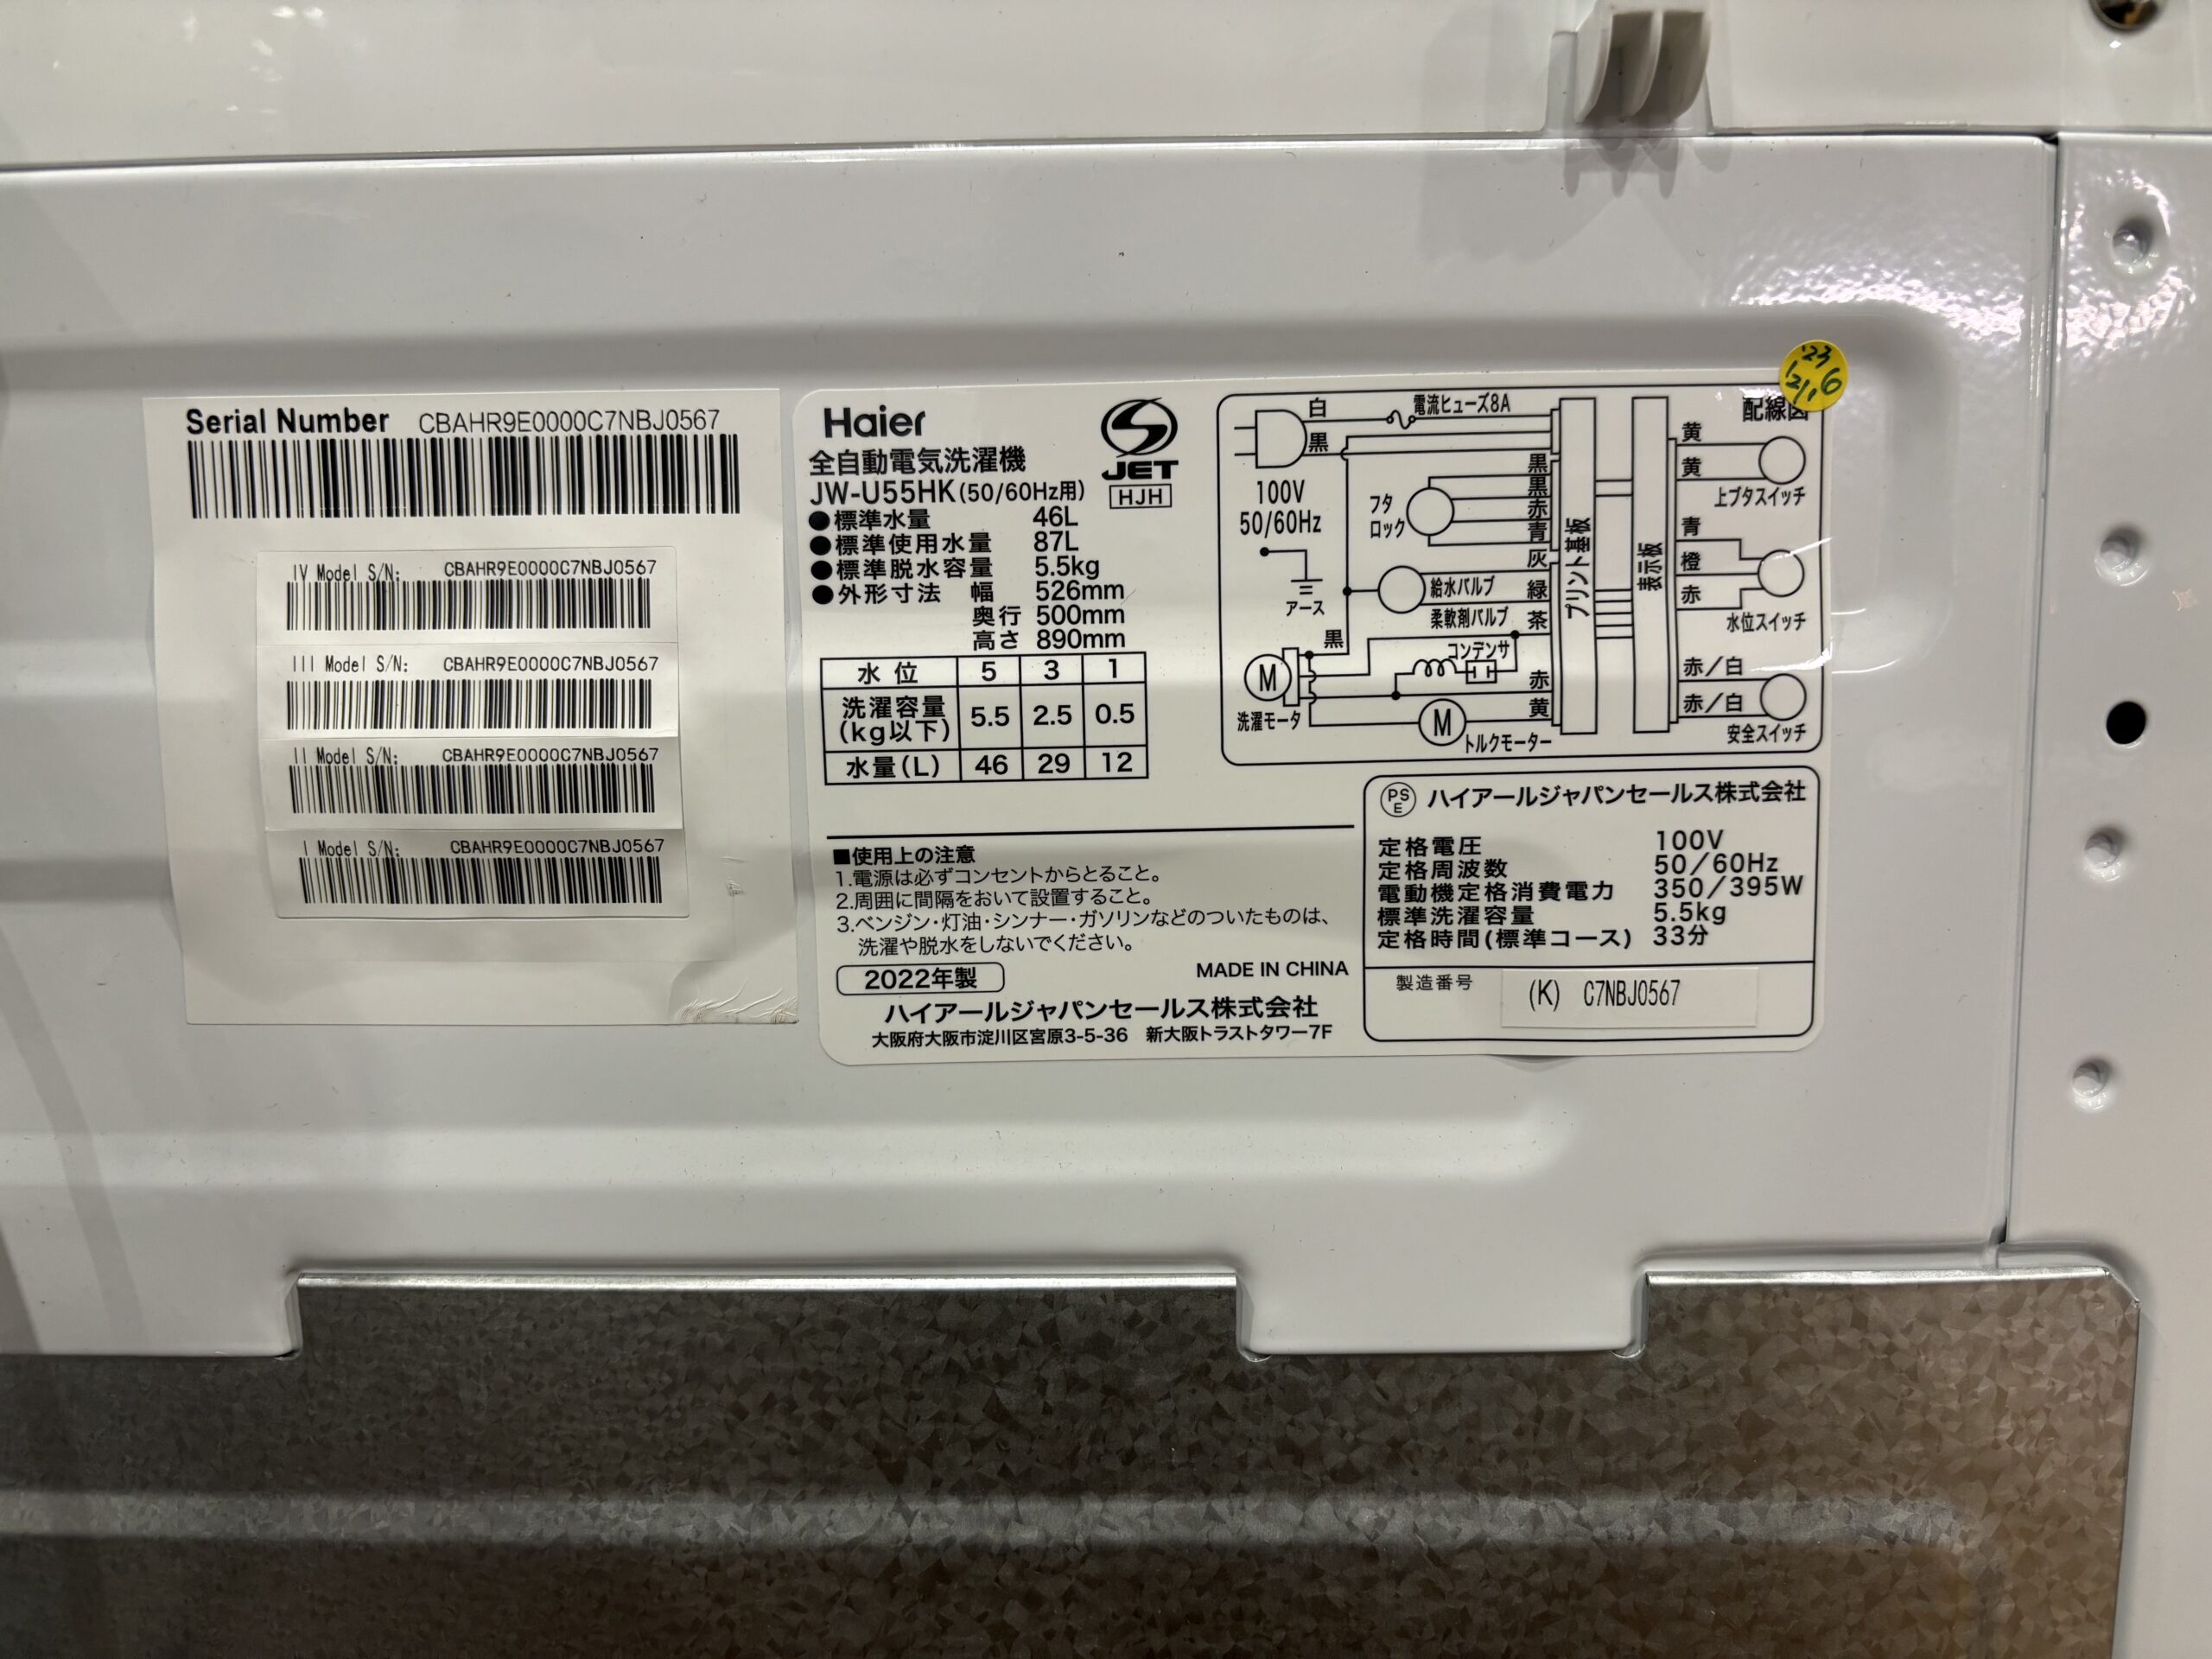 Serial Number CBAHR9E0000C7NBJ0567
IV Model S/N: CBAHR9E0000C7NBJ0567
III Model S/N: CBAHR9E0000C7NBJ0567
II Model S/N: CBAHR9E0000C7NBJ0567
I Model S/N: CBAHR9E0000C7NBJ0567
Haier
全自動電気洗濯機
JW-U55HK(50/60Hz用)
JET
HJH
●標準水量 46L
●標準使用水量 87L
●標準脱水容量 5.5kg
●外形寸法 幅 526mm
奥行 500mm
高さ 890mm
水位 5 3 1
洗濯容量(kg以下) 5.5 2.5 0.5
水量(L) 46 29 12
■使用上の注意
1.電源は必ずコンセントからとること。
2.周囲に間隔をおいて設置すること。
3.ベンジン・灯油・シンナー・ガソリンなどのついたものは、
洗濯や脱水をしないでください。
2022年製
MADE IN CHINA
ハイアールジャパンセールス株式会社
大阪府大阪市淀川区宮原3-5-36 新大阪トラストタワー7F
'23
12/.6
配線図
白
電流ヒューズ8A
黒
100V
50/60Hz
アース
フタ
ロック
黒
黒
赤
青
灰
給水バルブ
緑
柔軟剤バルブ
茶
黒
コンデンサ
M
洗濯モータ
赤
黄
M
トルクモーター
プリント基板
表示板
黄
黄
上ブタスイッチ
青
橙
赤
水位スイッチ
赤/白
赤/白
安全スイッチ
PSE ハイアールジャパンセールス株式会社
定格電圧 100V
定格周波数 50/60Hz
電動機定格消費電力 350/395W
標準洗濯容量 5.5kg
定格時間(標準コース) 33分
製造番号 (K) C7NBJ0567